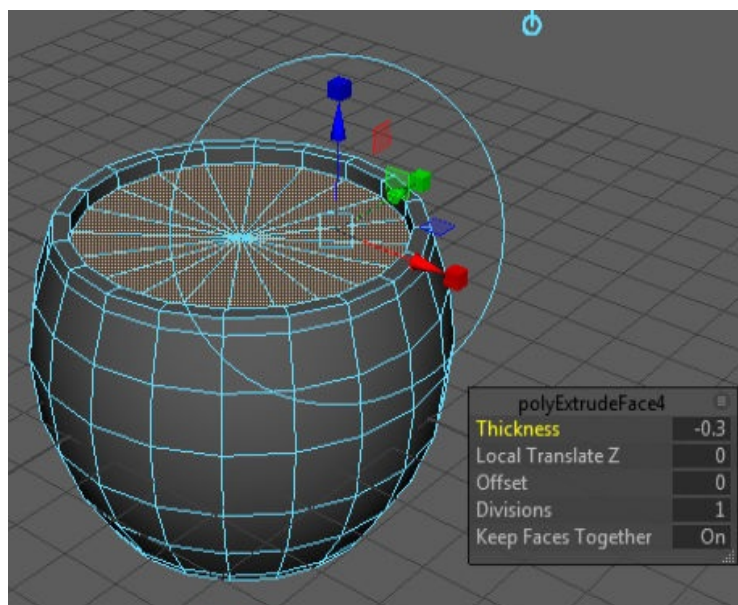 polyExtrudeFace4
Thickness -0.3
Local Translate Z 0
Offset 0
Divisions 1
Keep Faces Together On